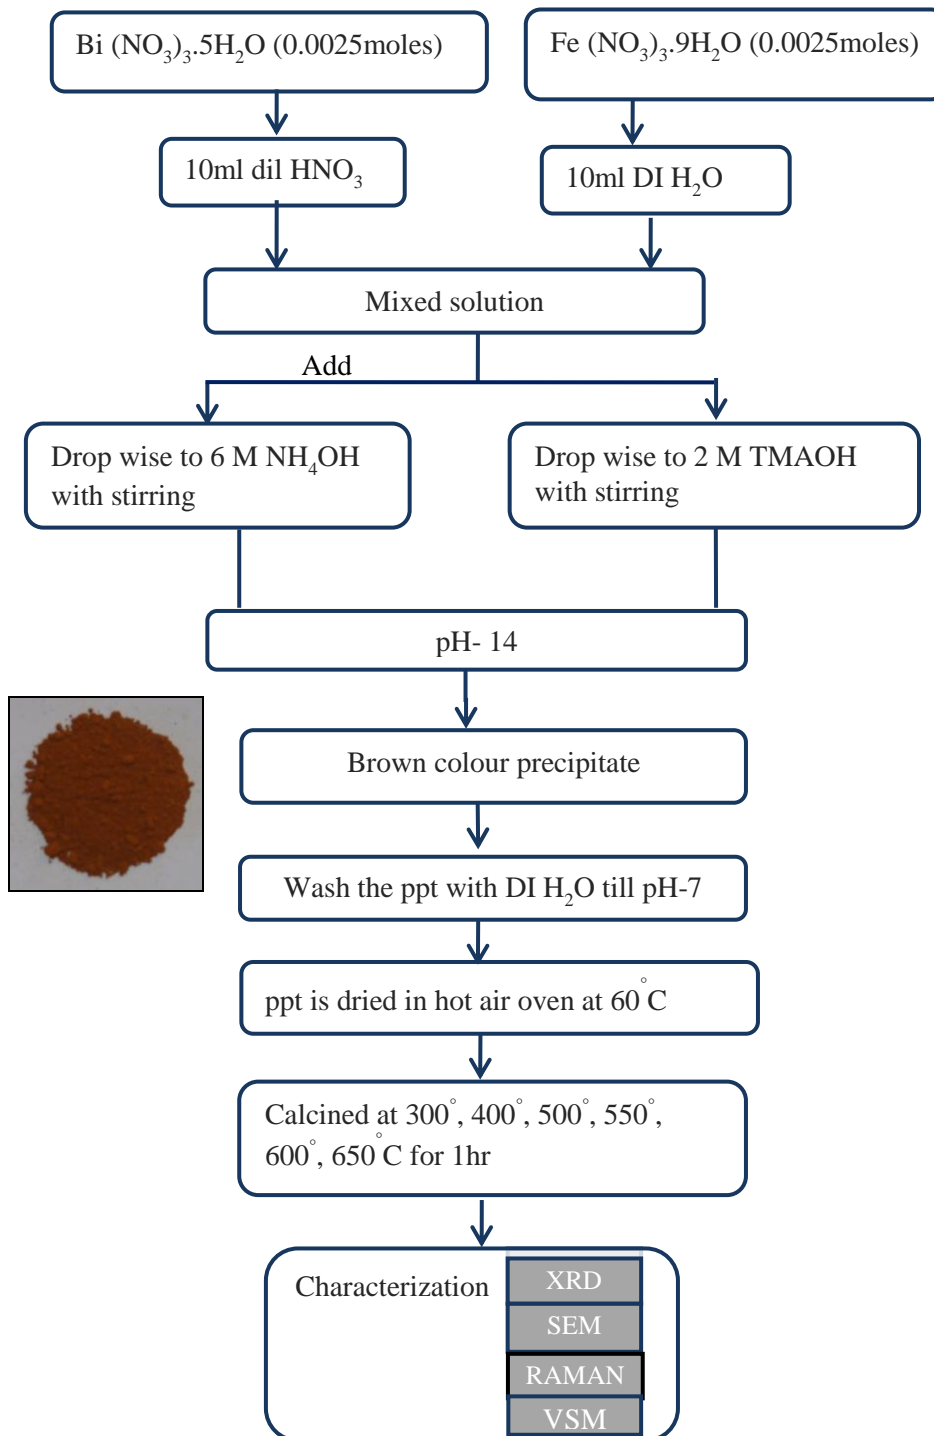 Bi (NO₃)₃.5H₂O (0.0025moles)
Fe (NO₃)₃.9H₂O (0.0025moles)
10ml dil HNO₃
10ml DI H₂O
Mixed solution
Add
Drop wise to 6 M NH₄OH
with stirring
Drop wise to 2 M TMAOH
with stirring
pH- 14
Brown colour precipitate
Wash the ppt with DI H₂O till pH-7
ppt is dried in hot air oven at 60°C
Calcined at 300°, 400°, 500°, 550°,
600°, 650°C for 1hr
Characterization
XRD
SEM
RAMAN
VSM